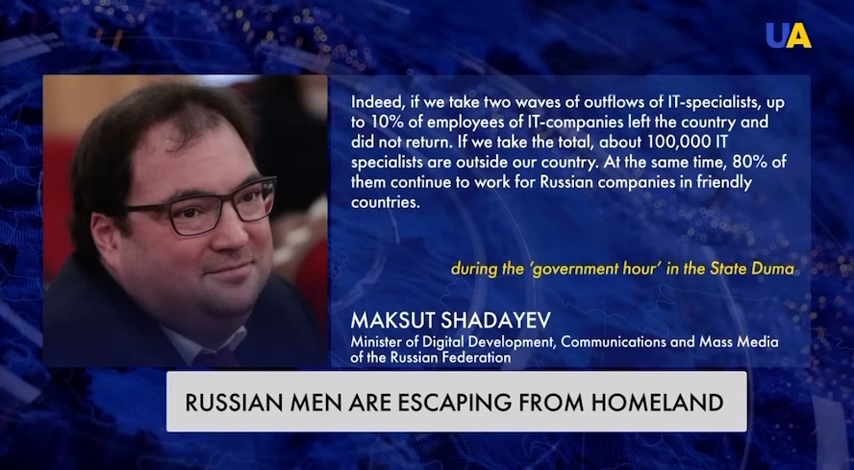 UA
Indeed, if we take two waves of outflows of IT-specialists, up
to 10% of employees of IT-companies left the country and
did not return. If we take the total, about 100,000 IT
specialists are outside our country. At the same time, 80% of
them continue to work for Russian companies in friendly
countries.
during the 'government hour' in the State Duma
MAKSUT SHADAYEV
Minister of Digital Development, Communications and Mass Media
of the Russian Federation
RUSSIAN MEN ARE ESCAPING FROM HOMELAND